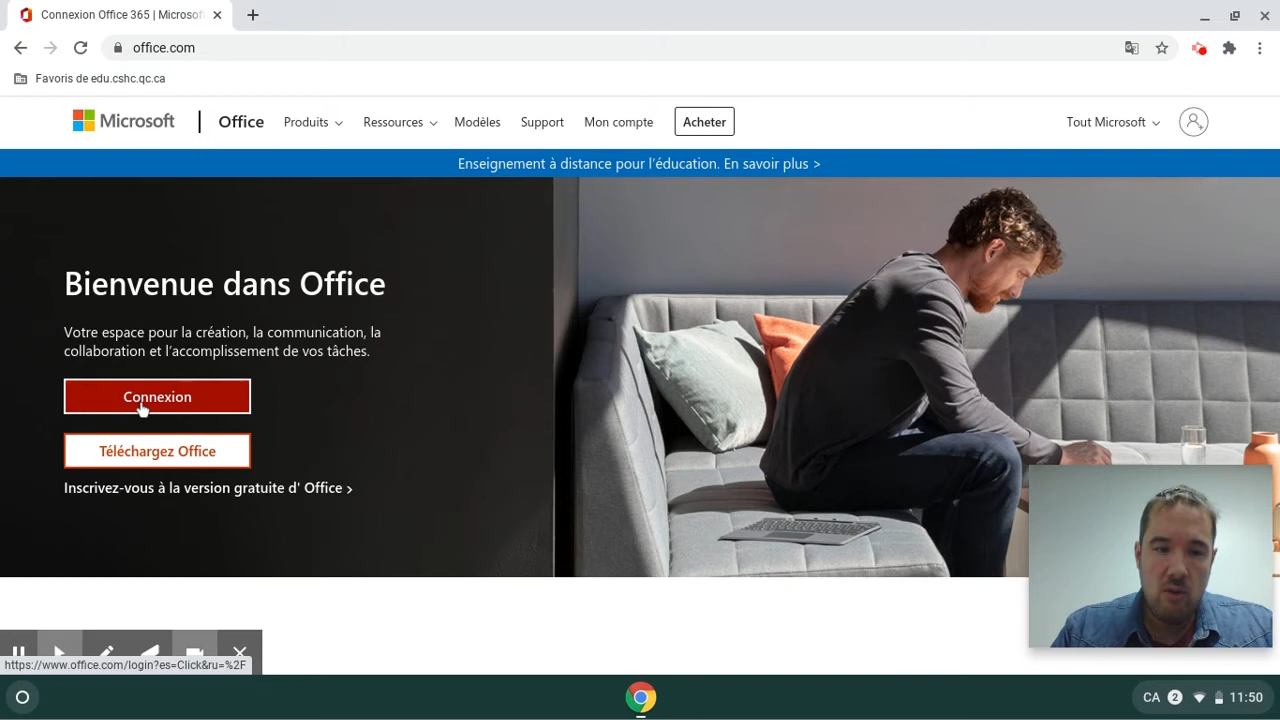 Connexion Office 365 | Microsof
office.com
Favoris de edu.cshc.qc.ca
Microsoft
Office
Produits
Ressources
Modèles
Support
Mon compte
Acheter
Tout Microsoft
Enseignement à distance pour l'éducation. En savoir plus >
Bienvenue dans Office
Votre espace pour la création, la communication, la
collaboration et l'accomplissement de vos tâches.
Connexion
Téléchargez Office
Inscrivez-vous à la version gratuite d' Office >
https://www.office.com/login?es=Click&ru=%2F
CA 2 11:50